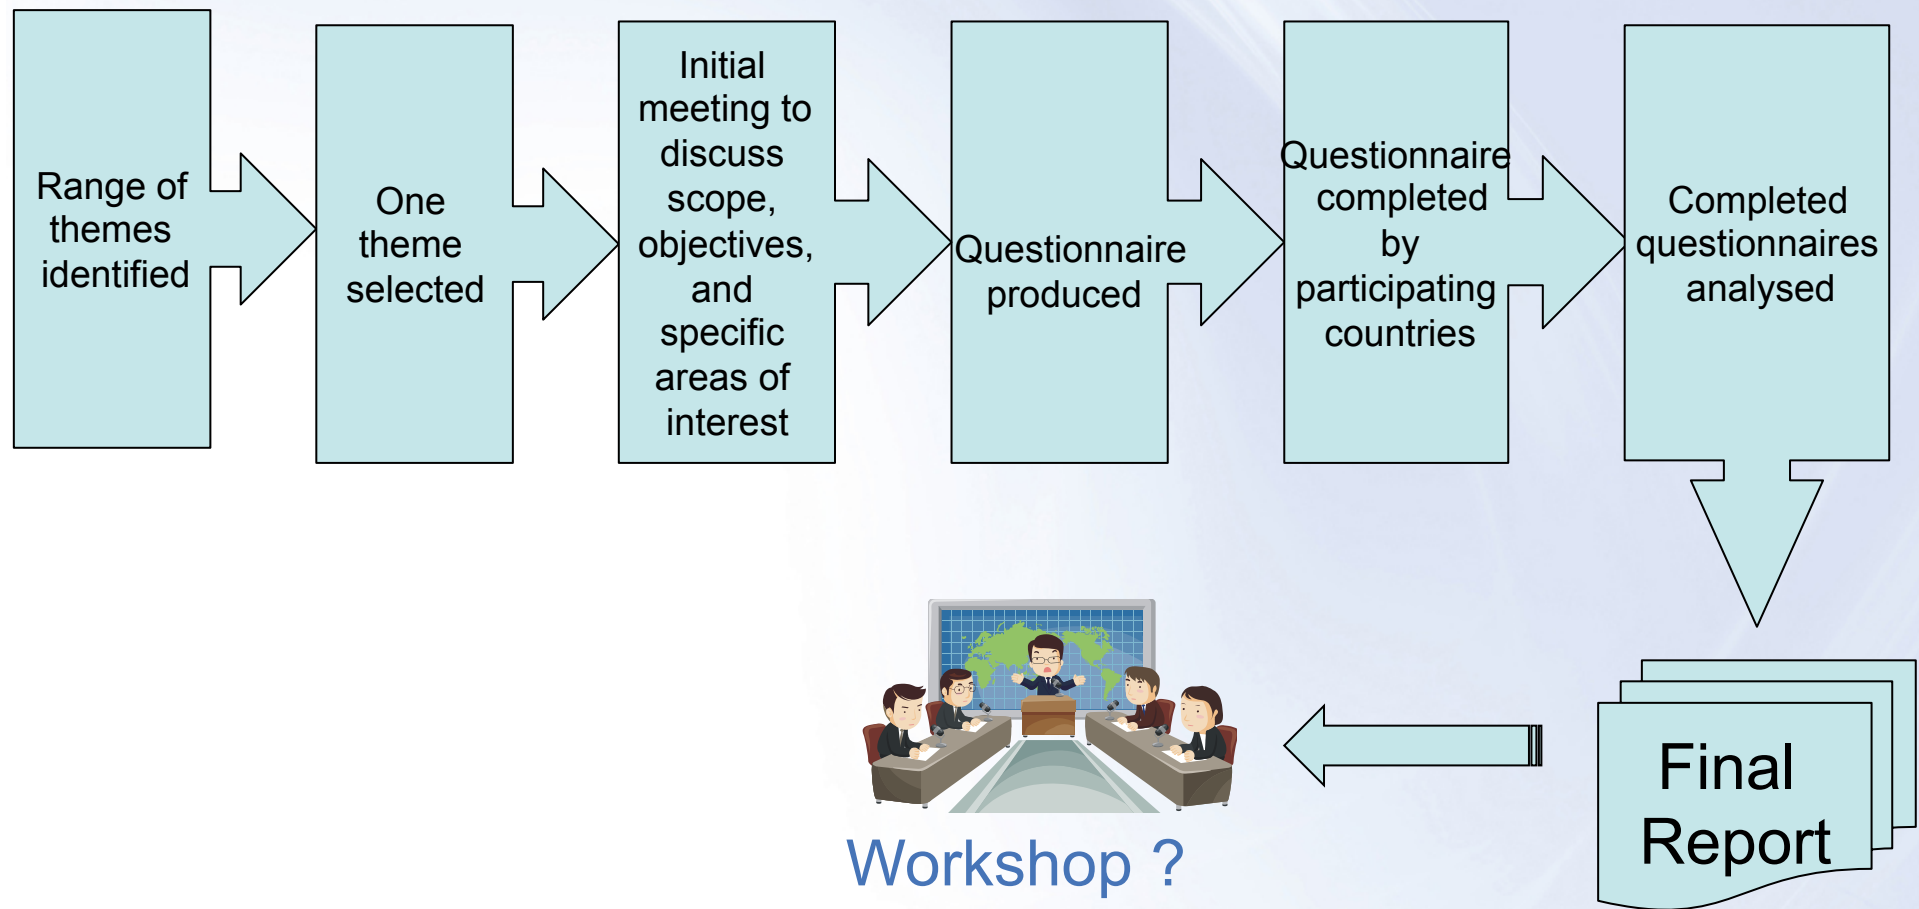 Range of
themes
identified
One
theme
selected
Initial
meeting to
discuss
scope,
objectives,
and
specific
areas of
interest
Questionnaire
produced
Questionnaire
completed
by
participating
countries
Completed
questionnaires
analysed
Final
Report
Workshop ?